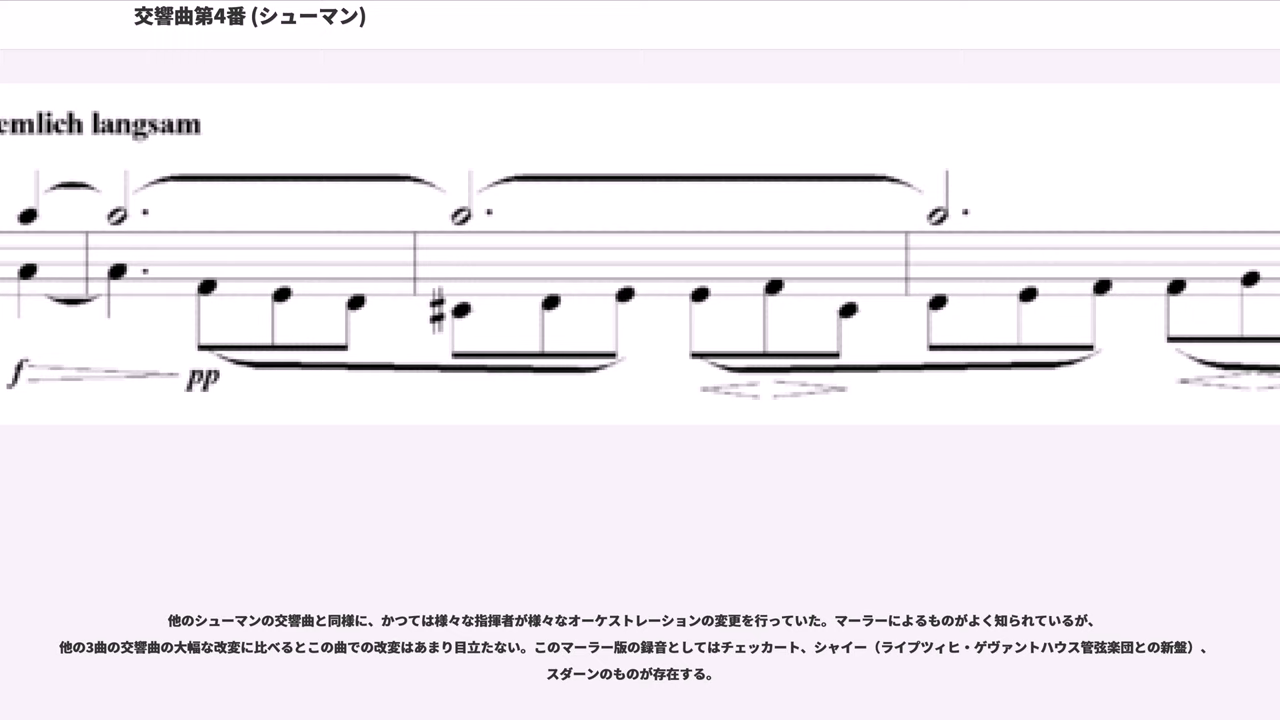 交響曲第4番 (シューマン)
emlich langsam
f
pp
他のシューマンの交響曲と同様に、かつては様々な指揮者が様々なオーケストレーションの変更を行っていた。マーラーによるものがよく知られているが、
他の3曲の交響曲の大幅な改変に比べるとこの曲での改変はあまり目立たない。このマーラー版の録音としてはチェッカート、シャイー（ライプツィヒ・ゲヴァントハウス管弦楽団との新盤）、
スダーンのものが存在する。